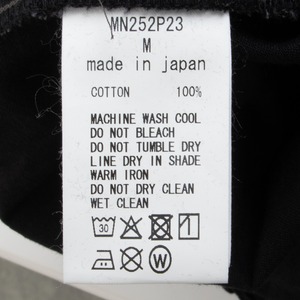 MN252P23
M
made in japan
COTTON 100%
MACHINE WASH COOL
DO NOT BLEACH
DO NOT TUMBLE DRY
LINE DRY IN SHADE
WARM IRON
DO NOT DRY CLEAN
WET CLEAN
30
W